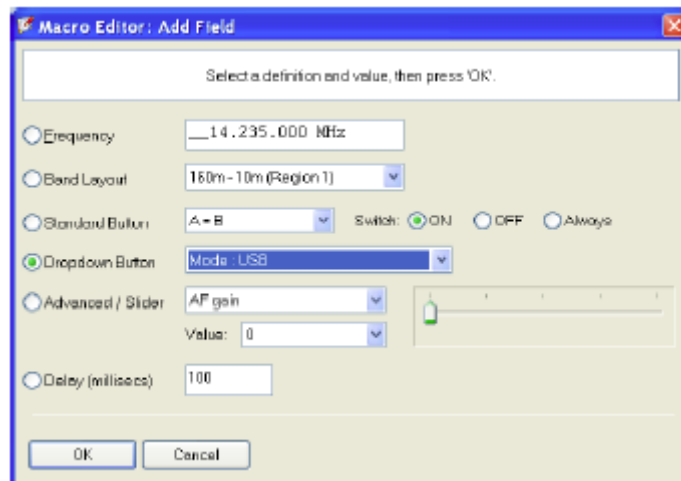 Macro Editor: Add Field
Select a definition and value, then press 'OK'.
Frequency __14.235.000 MHz
Band Layout 160m-10m (Region 1)
Standard Button A = B Switch: ON OFF Always
Dropdown Button Mode : USB
Advanced / Slider AF gain
Value: 0
Delay (millisecs) 100
OK Cancel